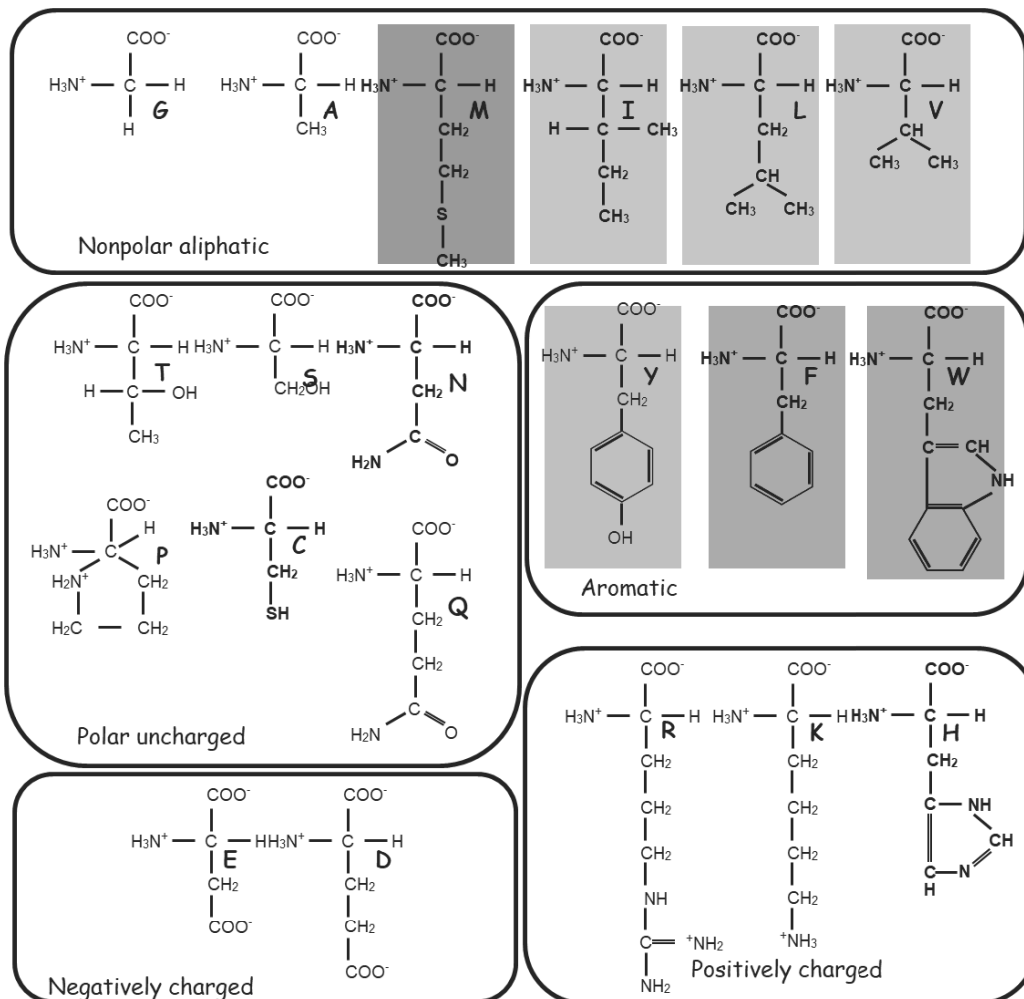 COO⁻ COO⁻ COO⁻ COO⁻ COO⁻ COO⁻
H₃N⁺ C H H₃N⁺ C H H₃N⁺ C H H₃N⁺ C H H₃N⁺ C H H₃N⁺ C H
G A M I L V
H CH₃ CH₂ H C CH₃ CH₂ CH
CH₃ CH₃
CH₂ CH₂ CH
S CH₃ CH₃ CH₃
Nonpolar aliphatic
CH₃
COO⁻ COO⁻ COO⁻
H₃N⁺ C H H₃N⁺ C H H₃N⁺ C H
T S N
H C OH CH₂OH CH₂
CH₃ C
H₂N O
COO⁻
COO⁻ H₃N⁺ C H
H C
H₃N⁺ C P COO⁻
H₂N⁺ CH₂ CH₂ H₃N⁺ C H
Q
H₂C CH₂ SH CH₂
CH₂
C
Polar uncharged H₂N O
COO⁻ COO⁻ COO⁻
H₃N⁺ C H H₃N⁺ C H H₃N⁺ C H
Y F W
CH₂ CH₂ CH₂
C CH
NH
OH
Aromatic
COO⁻ COO⁻
H₃N⁺ C H H₃N⁺ C H
E D
CH₂ CH₂
COO⁻ CH₂
COO⁻
Negatively charged
COO⁻ COO⁻ COO⁻
H₃N⁺ C H H₃N⁺ C H H₃N⁺ C H
R K H
CH₂ CH₂ CH₂
CH₂ CH₂ C NH
CH
CH₂ CH₂ C N
H
NH CH₂
C ⁺NH₂ ⁺NH₃
Positively charged
NH₂